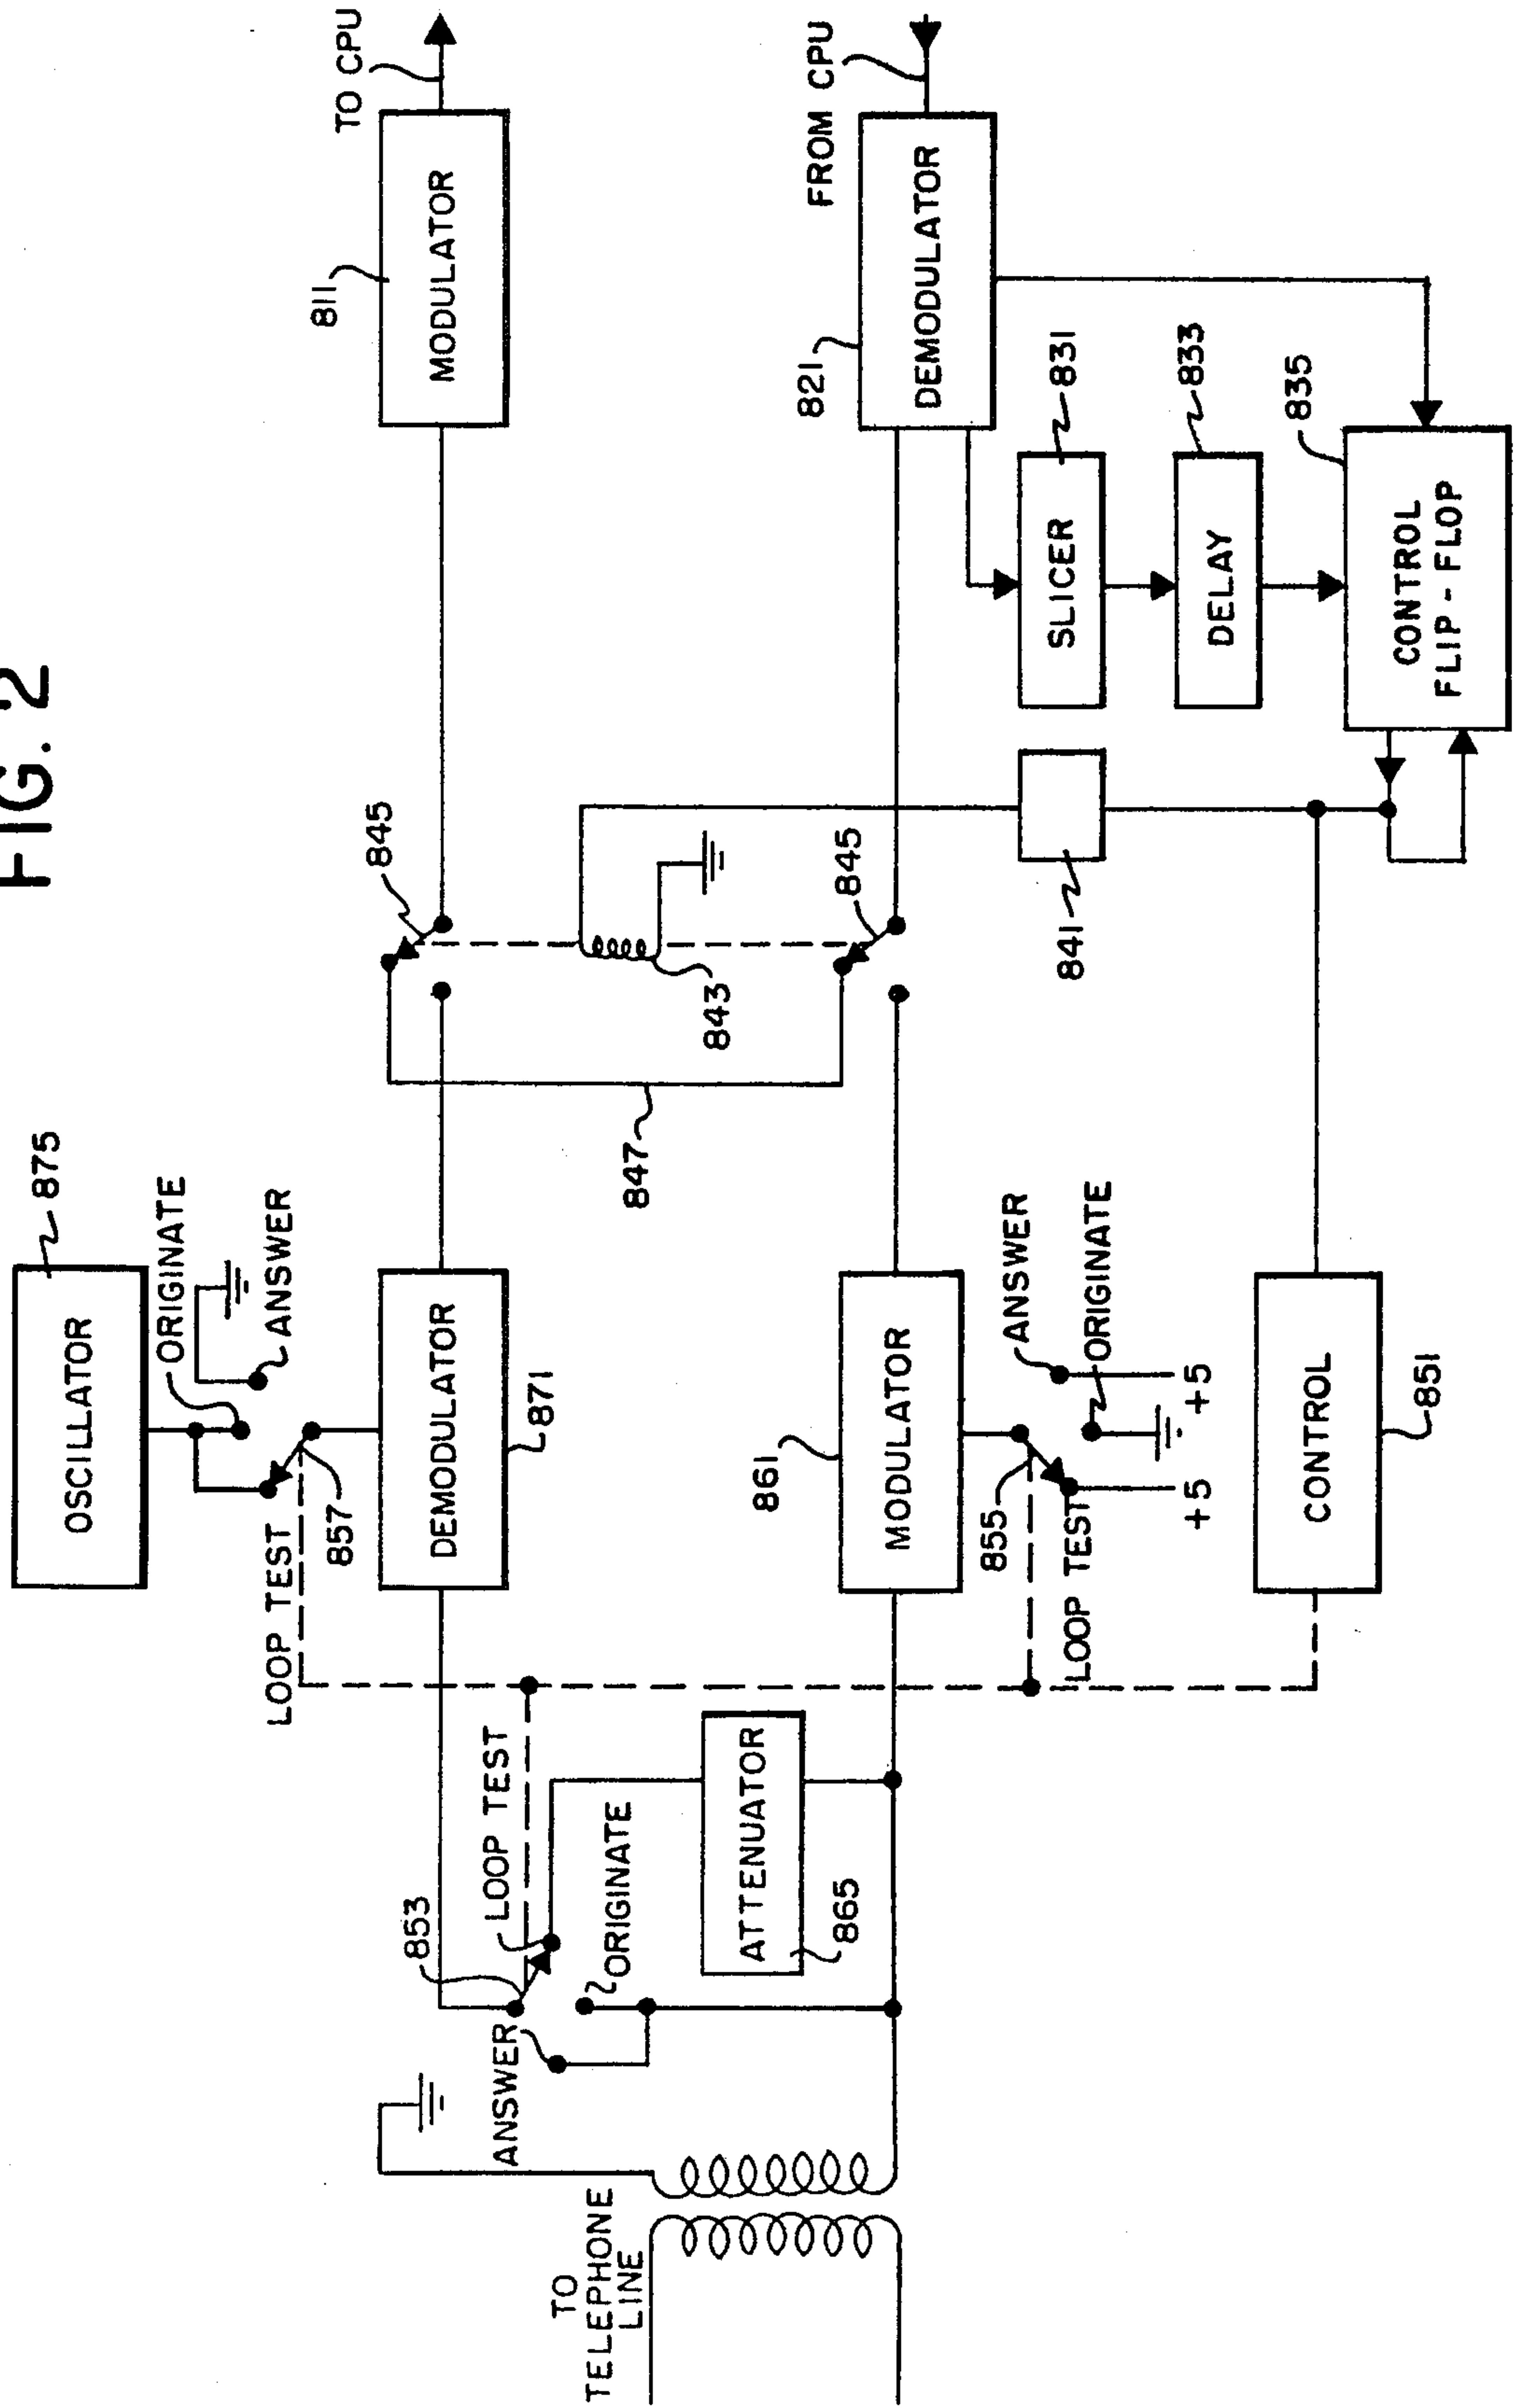 FIG. 2
OSCILLATOR
875
ORIGINATE
ANSWER
LOOP TEST
857
DEMODULATOR
871
845
811
MODULATOR
TO CPU
853
LOOP TEST
ORIGINATE
ANSWER
847
843
845
821
DEMODULATOR
FROM CPU
TO
TELEPHONE
LINE
ATTENUATOR
865
861
MODULATOR
855
LOOP TEST
ANSWER
ORIGINATE
+5
+5
841
SLICER
831
DELAY
833
CONTROL
851
CONTROL
FLIP-FLOP
835